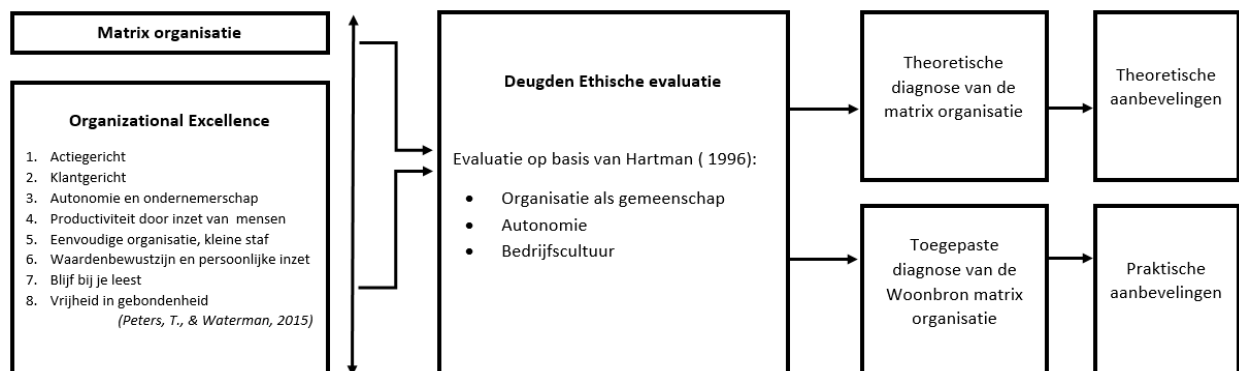 Matrix organisatie
Organizational Excellence
1. Actiegericht
2. Klantgericht
3. Autonomie en ondernemerschap
4. Productiviteit door inzet van mensen
5. Eenvoudige organisatie, kleine staf
6. Waardenbewustzijn en persoonlijke inzet
7. Blijf bij je leest
8. Vrijheid in gebondenheid
(Peters, T., & Waterman, 2015)
Deugden Ethische evaluatie
Evaluatie op basis van Hartman ( 1996):
• Organisatie als gemeenschap
• Autonomie
• Bedrijfscultuur
Theoretische
diagnose van de
matrix organisatie
Theoretische
aanbevelingen
Toegepaste
diagnose van de
Woonbron matrix
organisatie
Praktische
aanbevelingen